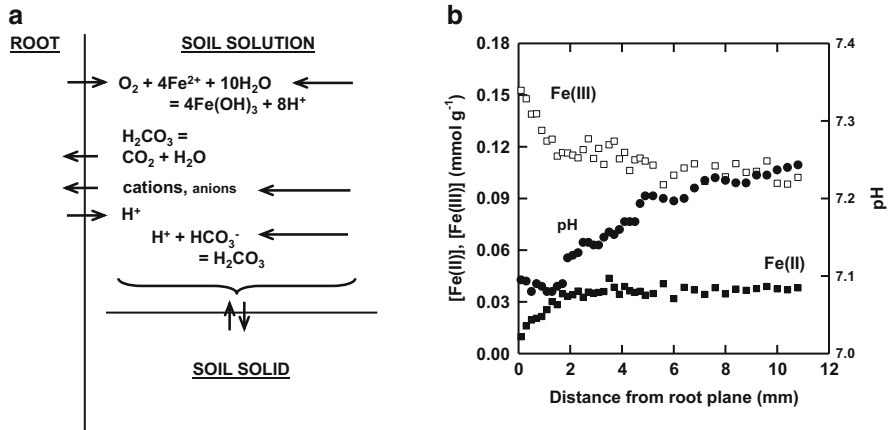 a
ROOT
SOIL SOLUTION
O₂ + 4Fe²⁺ + 10H₂O
= 4Fe(OH)₃ + 8H⁺
H₂CO₃ =
CO₂ + H₂O
cations, anions
H⁺
H⁺ + HCO₃⁻
= H₂CO₃
SOIL SOLID
b
[Fe(II)], [Fe(III)] (mmol g⁻¹)
0.18
0.15
0.12
0.09
0.06
0.03
0.00
Fe(III)
pH
Fe(II)
7.4
7.3
7.2
7.1
7.0
pH
0 2 4 6 8 10 12
Distance from root plane (mm)